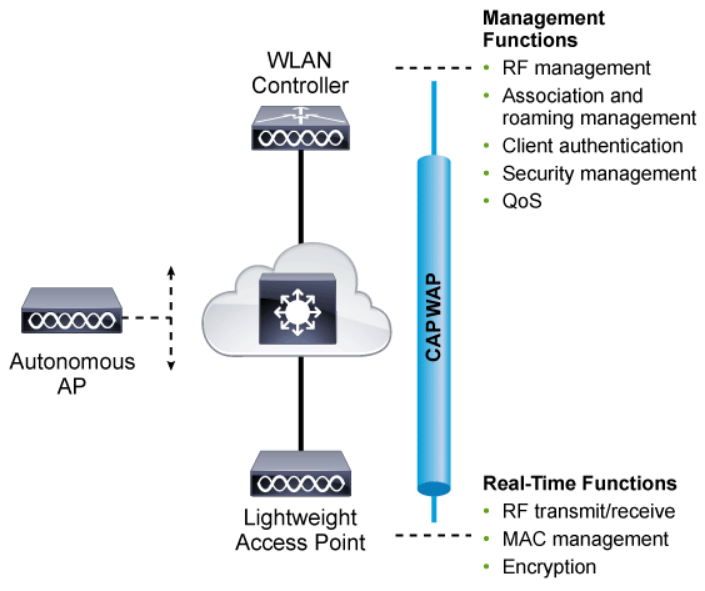 WLAN
Controller
Autonomous
AP
Lightweight
Access Point
CAPWAP
Management
Functions
• RF management
• Association and
roaming management
• Client authentication
• Security management
• QoS
Real-Time Functions
• RF transmit/receive
• MAC management
• Encryption